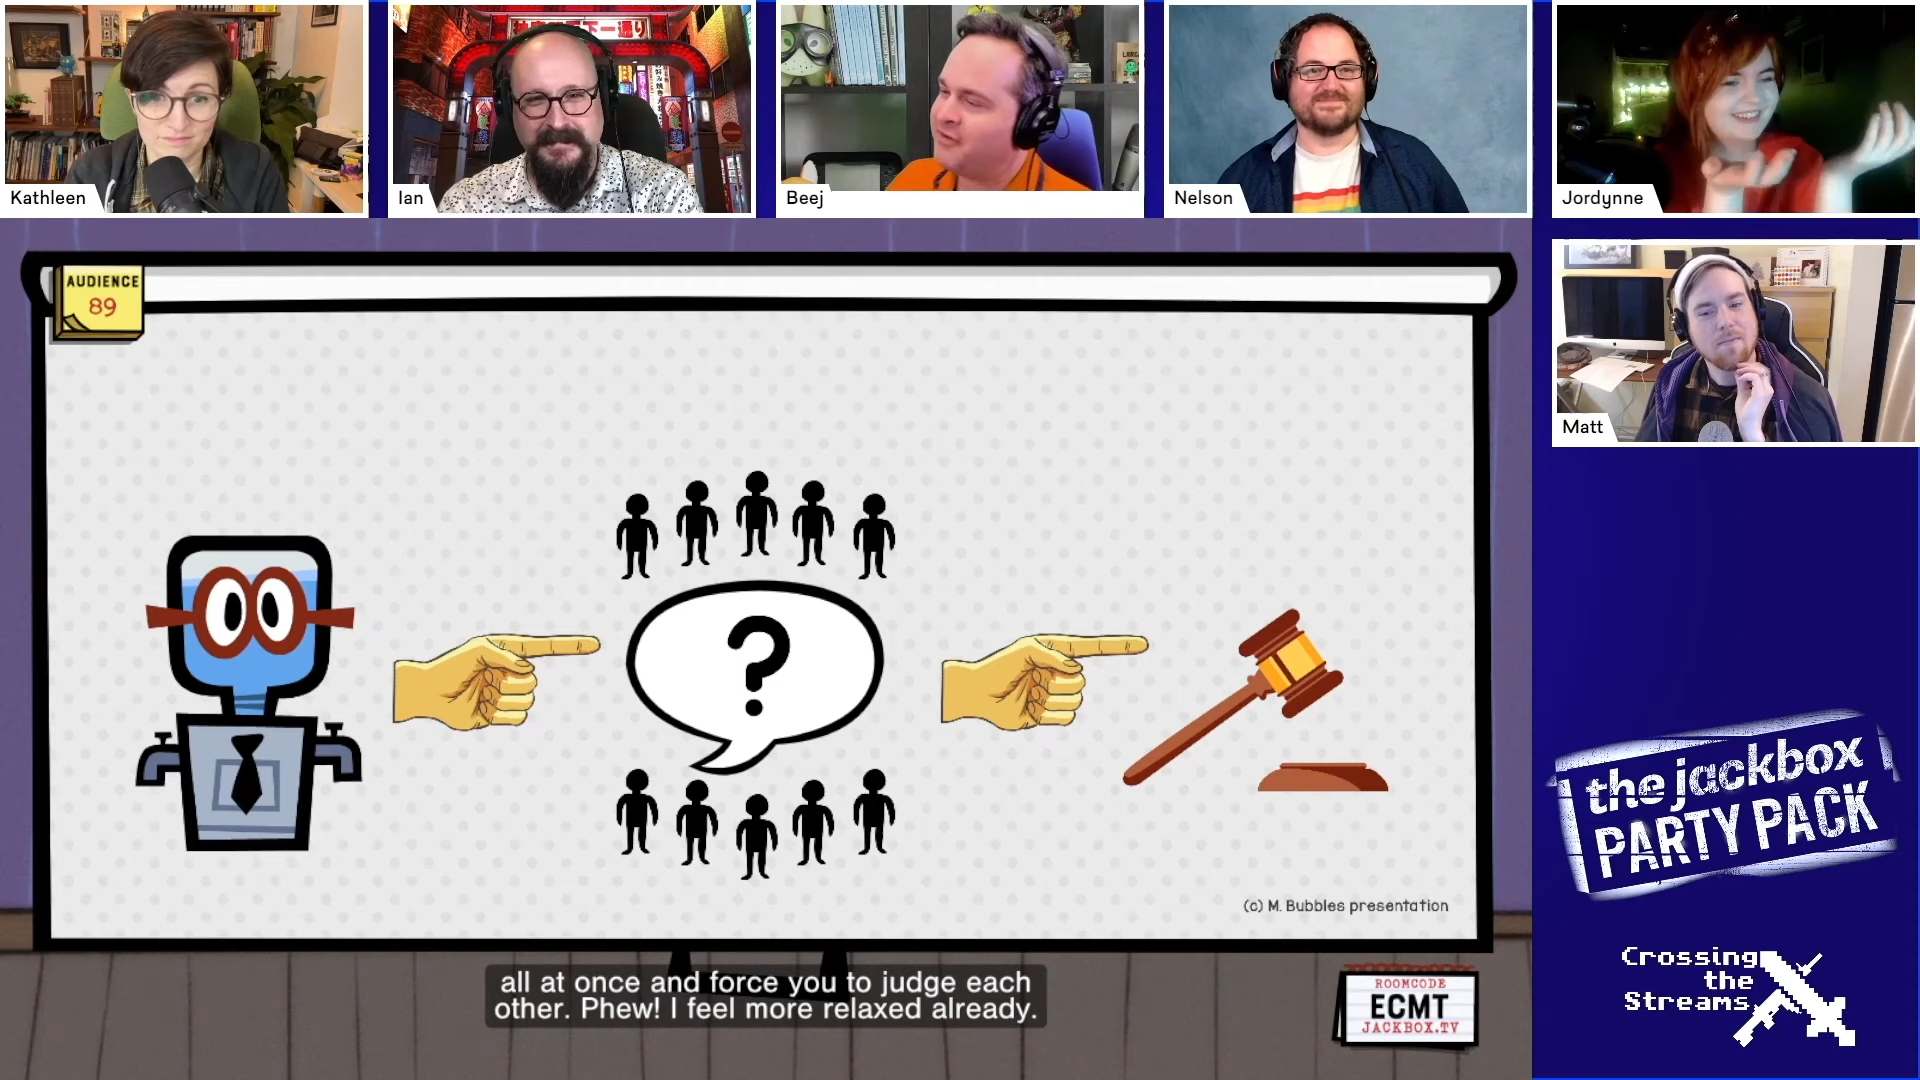 Kathleen
Ian
Beej
Nelson
Jordynne
Matt
AUDIENCE
89
?
(c) M. Bubbles presentation
all at once and force you to judge each
other. Phew! I feel more relaxed already.
ROOMCODE
ECMT
JACKBOX.TV
the jackbox
PARTY PACK
Crossing
the
Streams